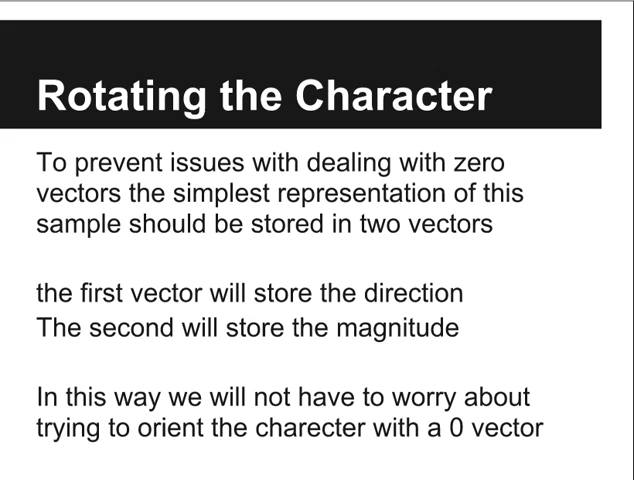 Rotating the Character
To prevent issues with dealing with zero
vectors the simplest representation of this
sample should be stored in two vectors
the first vector will store the direction
The second will store the magnitude
In this way we will not have to worry about
trying to orient the charecter with a 0 vector